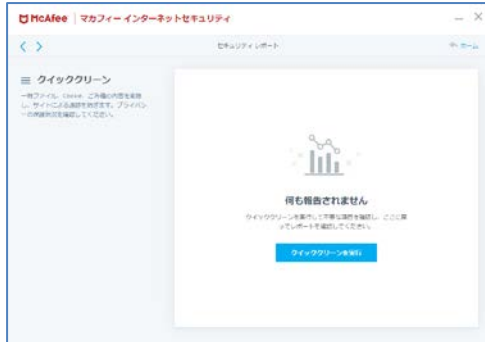 McAfee マカフィー インターネットセキュリティ
セキュリティ レポート
ホーム
クイッククリーン
一時ファイル、Cookie、ごみ箱の内容を削除
し、サイトによる追跡を防ぎます。プライバシ
ーの保護状況を確認してください。
何も報告されません
クイッククリーンを実行して不要な項目を確認し、ここに戻
ってレポートを確認してください。
クイッククリーンを実行